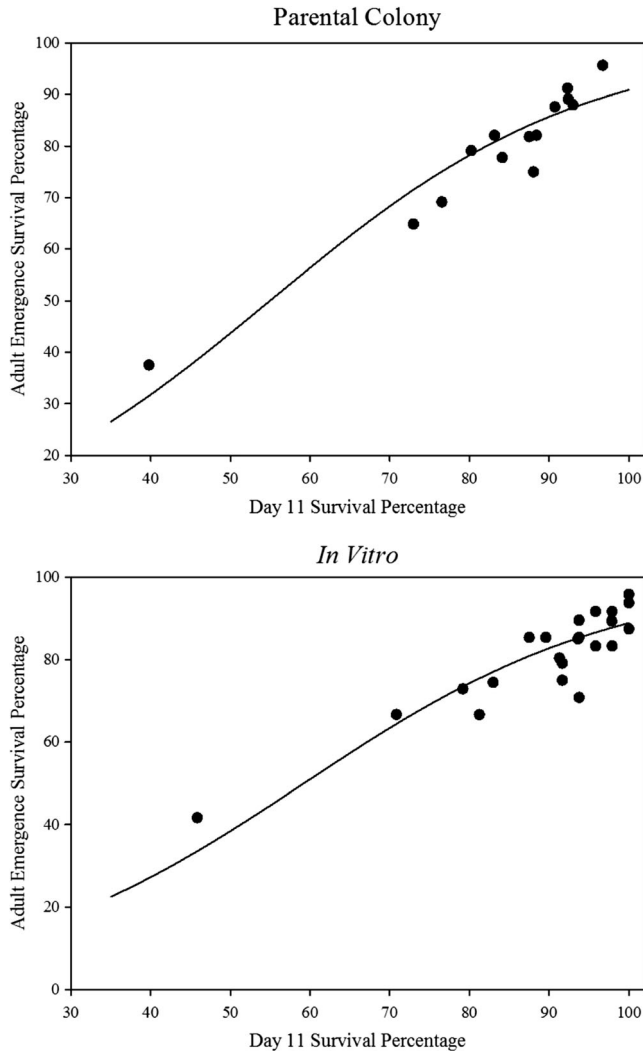 Parental Colony
100
90
80
70
60
50
40
30
20
Adult Emergence Survival Percentage
30 40 50 60 70 80 90 100
Day 11 Survival Percentage
In Vitro
100
80
60
40
20
0
Adult Emergence Survival Percentage
30 40 50 60 70 80 90 100
Day 11 Survival Percentage